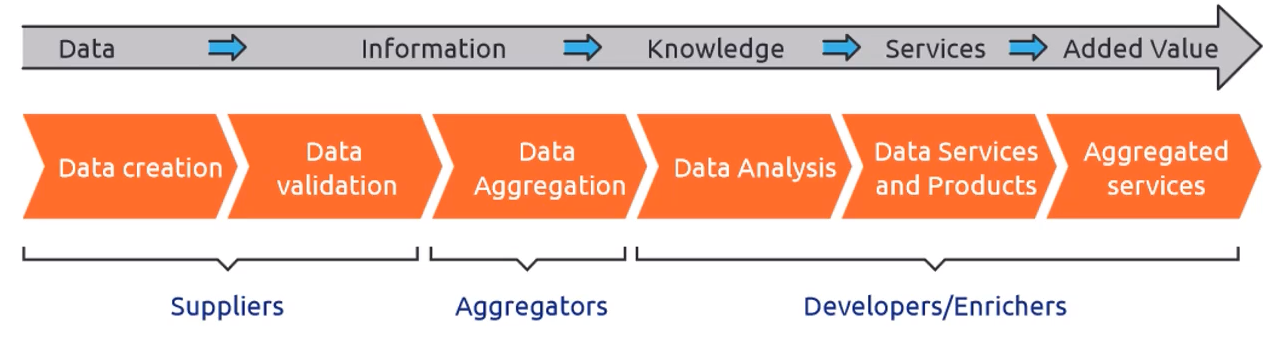 Data Information Knowledge Services Added Value
Data creation
Data
validation
Data
Aggregation
Data Analysis
Data Services
and Products
Aggregated
services
Suppliers
Aggregators
Developers/Enrichers